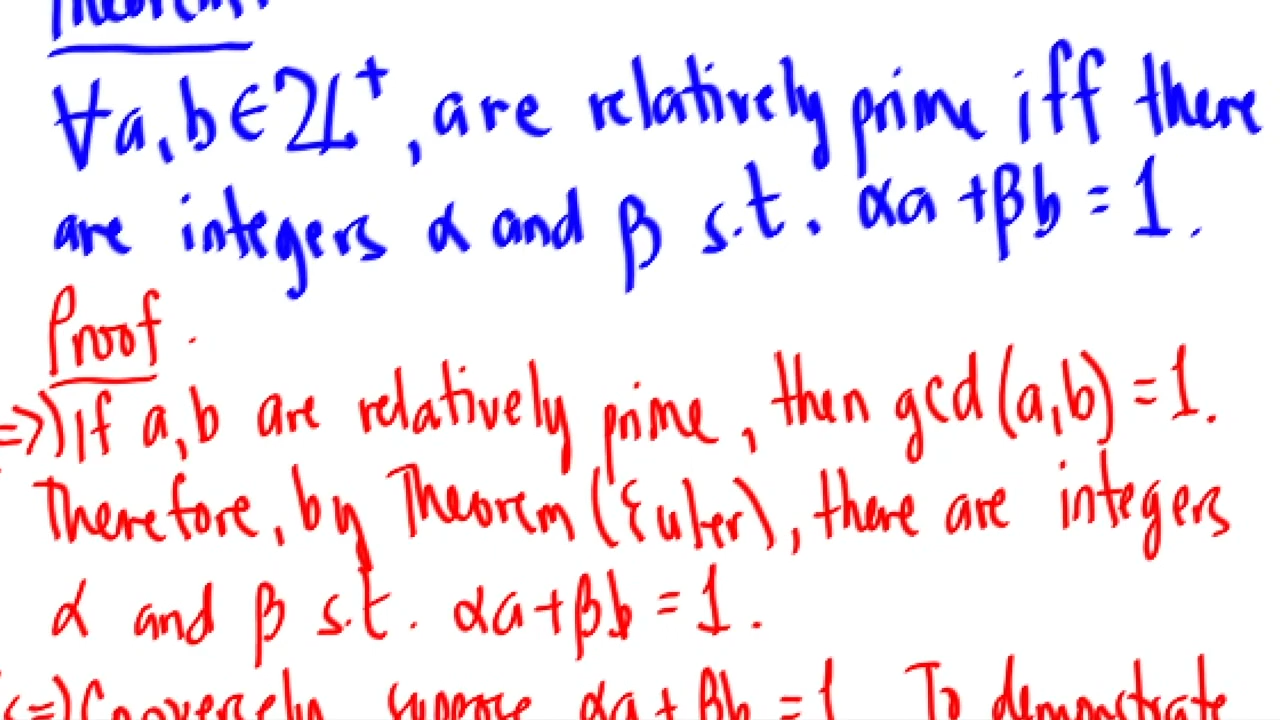 Theorem.
∀a,b∈ℤ⁺, are relatively prime iff there
are integers α and β s.t. αa+βb=1.
Proof.
=>) If a,b are relatively prime, then gcd(a,b)=1.
Therefore, by Theorem (Euler), there are integers
α and β s.t. αa+βb=1.
<=) Conversely suppose αa+βb=1 To demonstrate